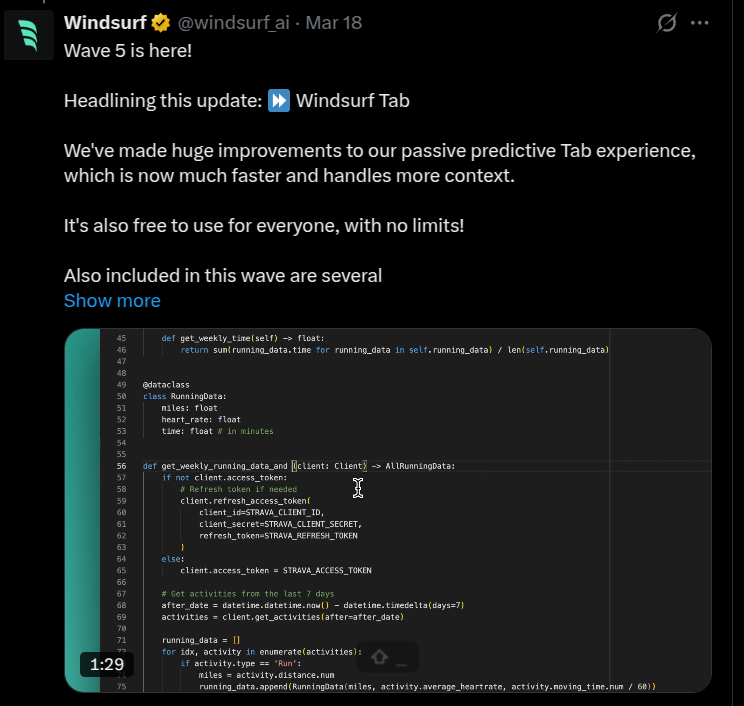 Windsurf @windsurf_ai · Mar 18
Wave 5 is here!
Headlining this update: ⏩ Windsurf Tab
We've made huge improvements to our passive predictive Tab experience,
which is now much faster and handles more context.
It's also free to use for everyone, with no limits!
Also included in this wave are several
Show more
45 def get_weekly_time(self) -> float:
46 return sum(running_data.time for running_data in self.running_data) / len(self.running_data)
47
48
49 @dataclass
50 class RunningData:
51 miles: float
52 heart_rate: float
53 time: float # in minutes
54
55
56 def get_weekly_running_data_and (client: Client) -> AllRunningData:
57 if not client.access_token:
58 # Refresh token if needed
59 client.refresh_access_token(
60 client_id=STRAVA_CLIENT_ID,
61 client_secret=STRAVA_CLIENT_SECRET,
62 refresh_token=STRAVA_REFRESH_TOKEN
63 )
64 else:
65 client.access_token = STRAVA_ACCESS_TOKEN
66
67 # Get activities from the last 7 days
68 after_date = datetime.datetime.now() - datetime.timedelta(days=7)
69 activities = client.get_activities(after=after_date)
70
71 running_data = []
72 for idx, activity in enumerate(activities):
if activity.type == 'Run':
miles = activity.distance.num
75 running_data.append(RunningData(miles, activity.average_heartrate, activity.moving_time.num / 60))
1:29